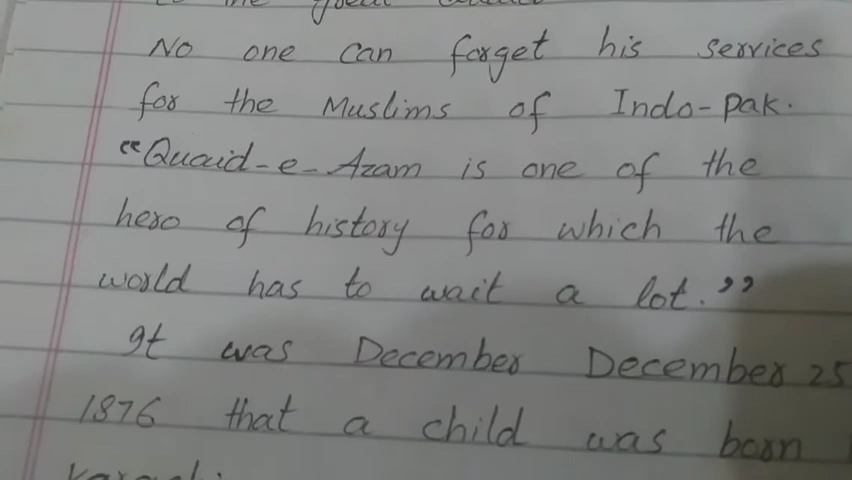 No one can forget his services
for the Muslims of Indo-pak.
"Quaid-e-Azam is one of the
hero of history for which the
world has to wait a lot."
It was December December 25
1876 that a child was born